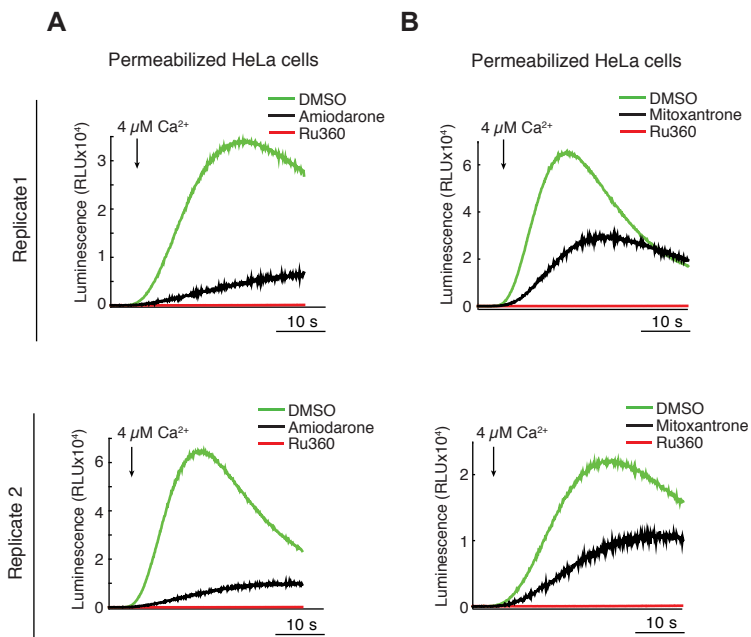 A
Permeabilized HeLa cells
DMSO
Amiodarone
Ru360
4 µM Ca²⁺
Luminescence (RLUx10⁴)
3
2
1
0
10 s
Replicate1
B
Permeabilized HeLa cells
DMSO
Mitoxantrone
Ru360
4 µM Ca²⁺
Luminescence (RLUx10⁴)
6
4
2
0
10 s
DMSO
Amiodarone
Ru360
4 µM Ca²⁺
Luminescence (RLUx10⁴)
6
4
2
0
10 s
Replicate 2
DMSO
Mitoxantrone
Ru360
4 µM Ca²⁺
Luminescence (RLUx10⁴)
2
1
0
10 s